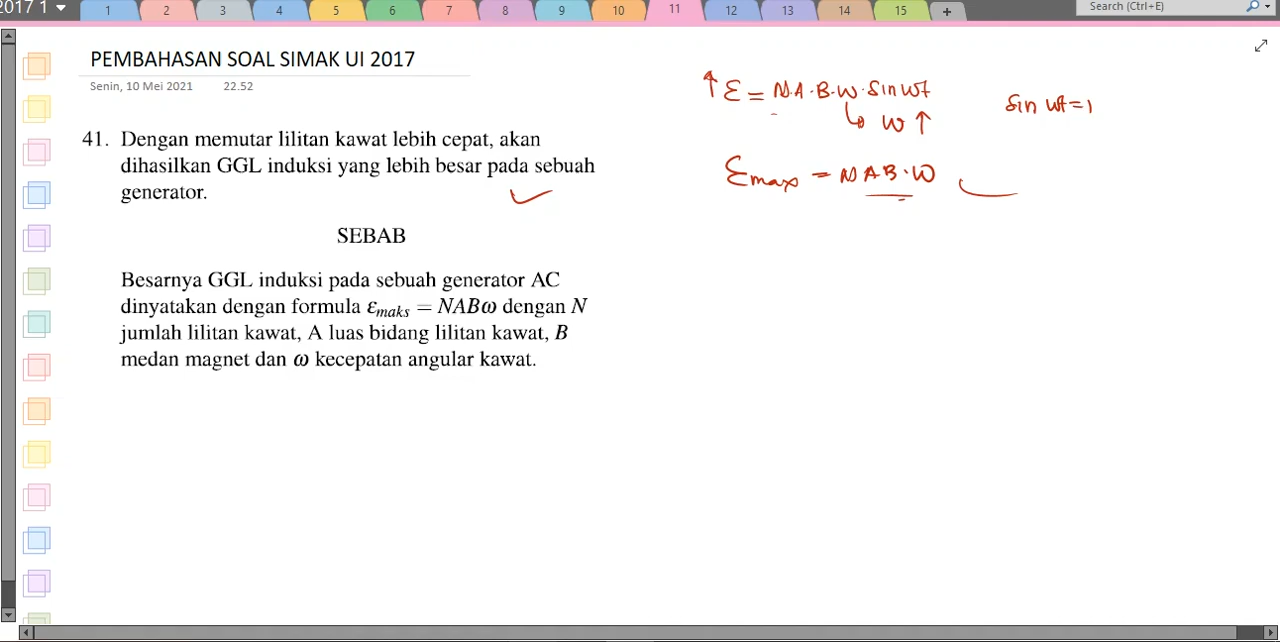 2017 1
1 2 3 4 5 6 7 8 9 10 11 12 13 14 15 +
Search (Ctrl+E)
PEMBAHASAN SOAL SIMAK UI 2017
Senin, 10 Mei 2021 22.52
41. Dengan memutar lilitan kawat lebih cepat, akan
dihasilkan GGL induksi yang lebih besar pada sebuah
generator.
SEBAB
Besarnya GGL induksi pada sebuah generator AC
dinyatakan dengan formula ε_maks = NABω dengan N
jumlah lilitan kawat, A luas bidang lilitan kawat, B
medan magnet dan ω kecepatan angular kawat.
↑ ε = N.A.B.ω.Sin ωt
↳ ω ↑
Sin ωt = 1
ε_max = NAB.ω